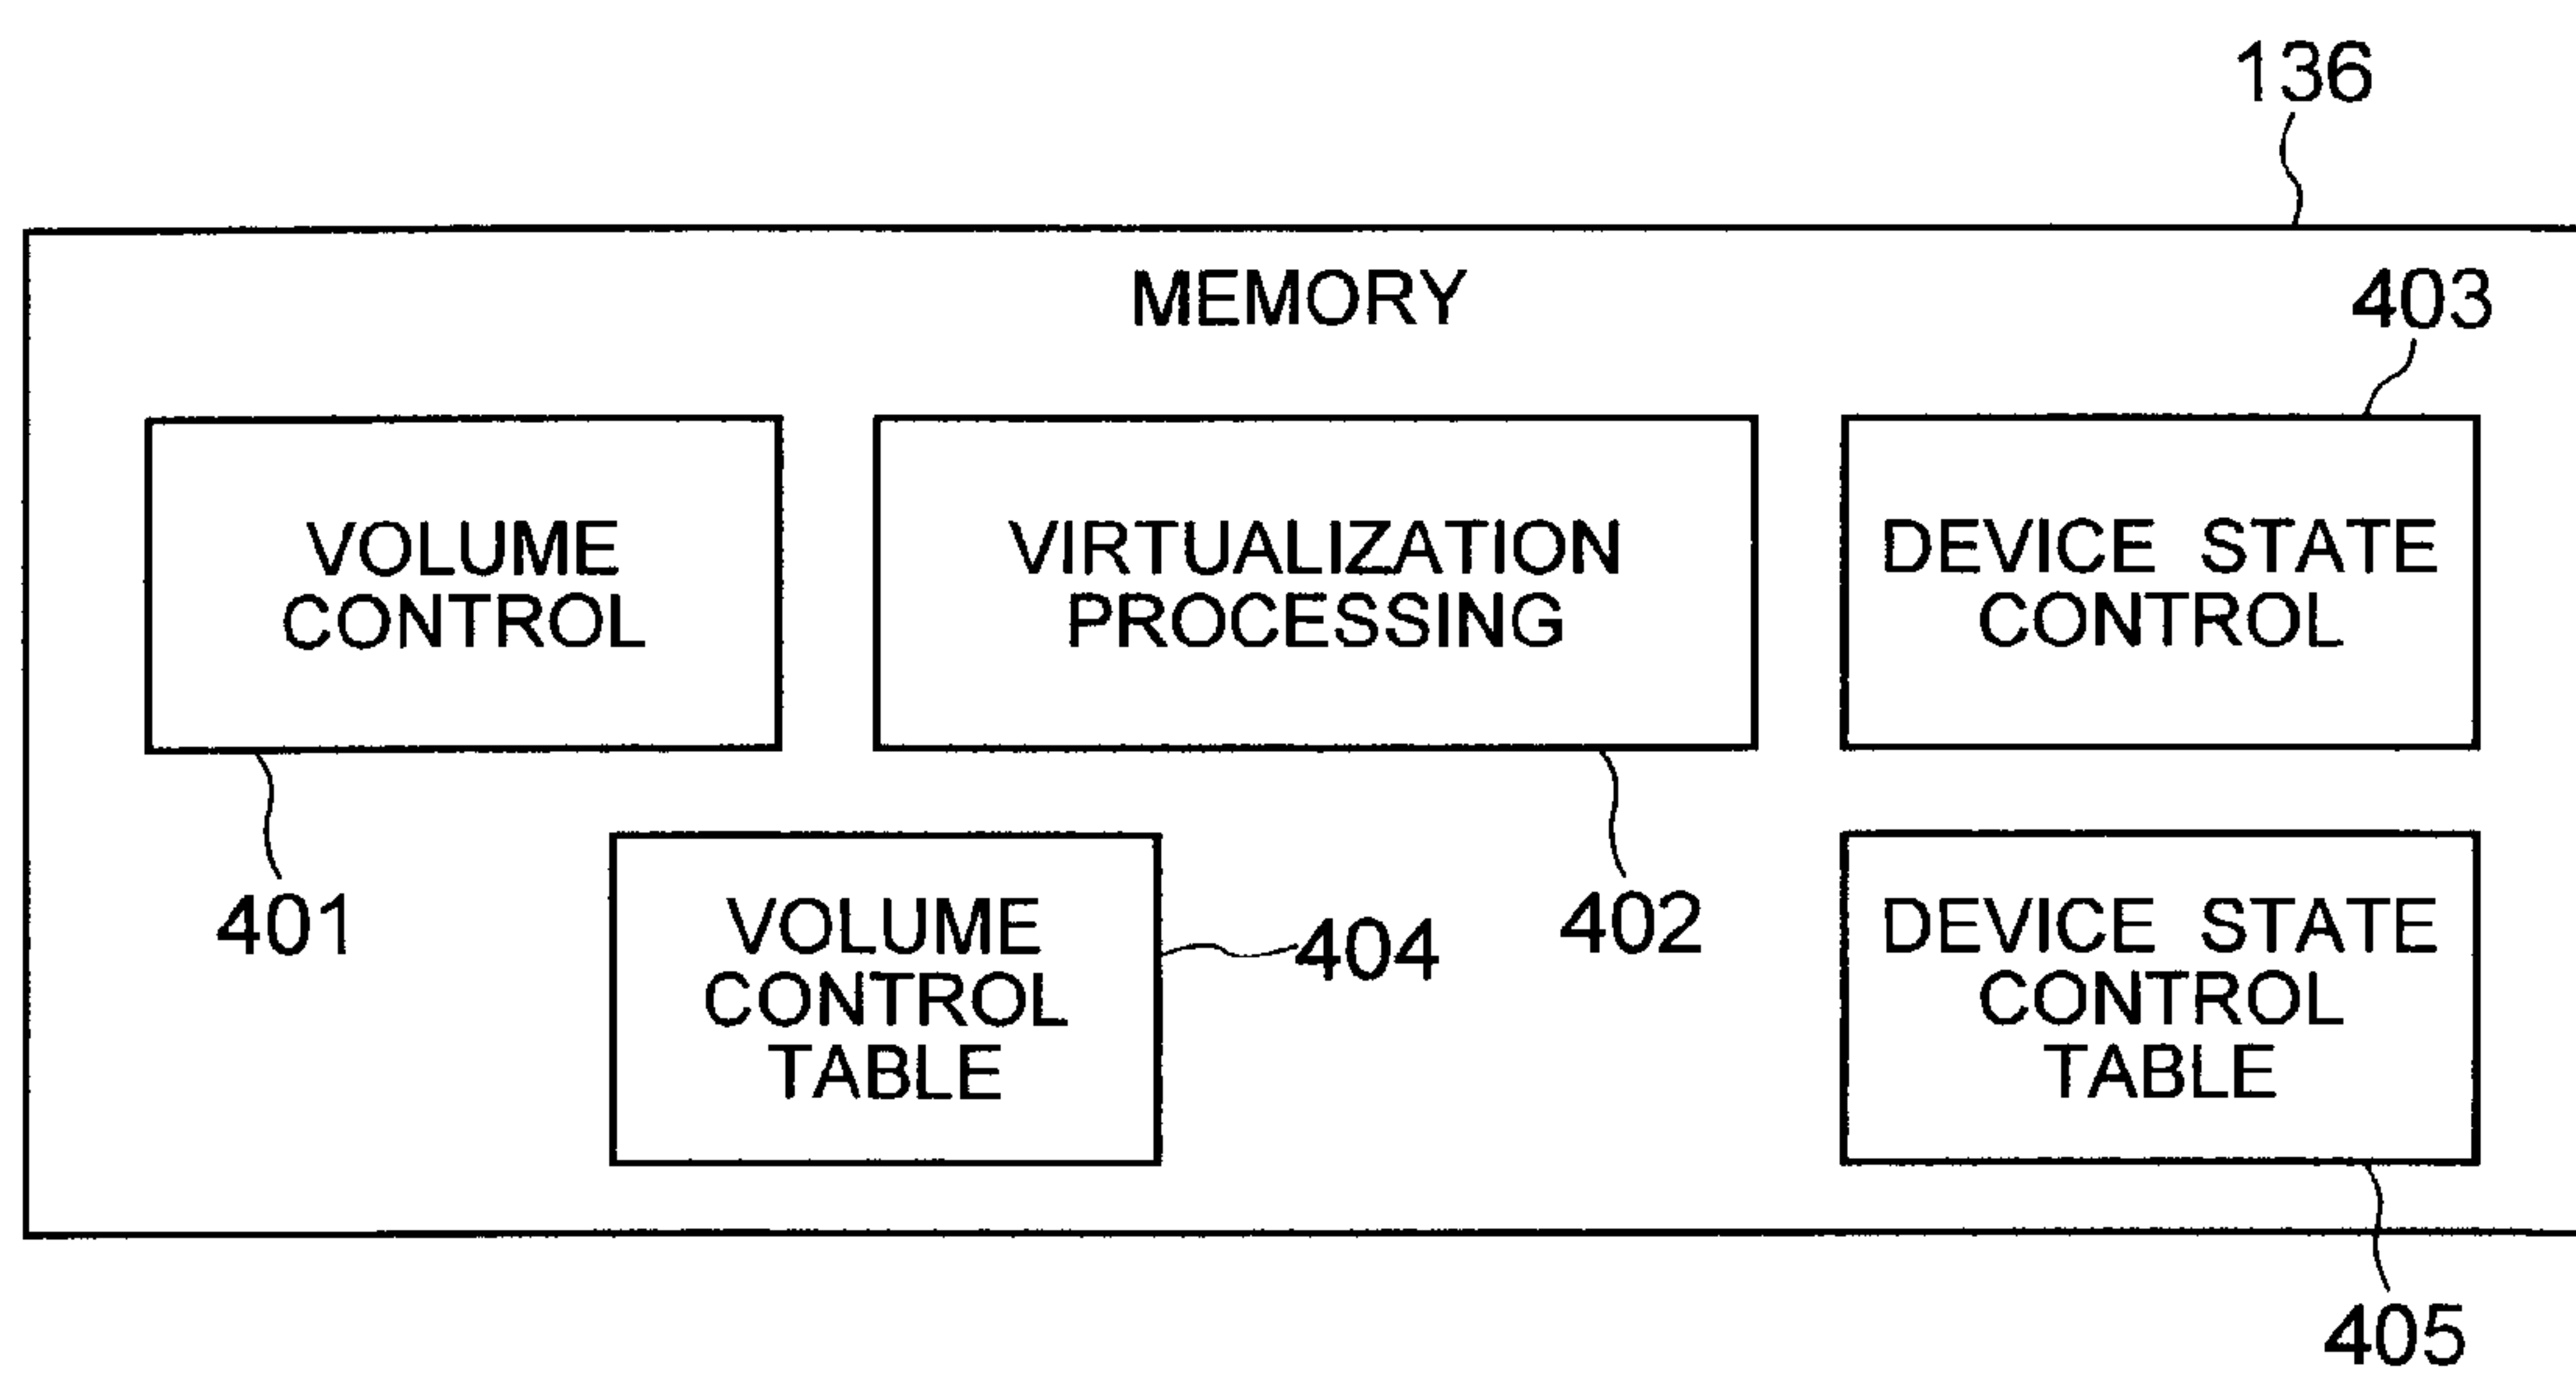 136
MEMORY
403
VOLUME
CONTROL
VIRTUALIZATION
PROCESSING
DEVICE STATE
CONTROL
401
402
VOLUME
CONTROL
TABLE
404
DEVICE STATE
CONTROL
TABLE
405